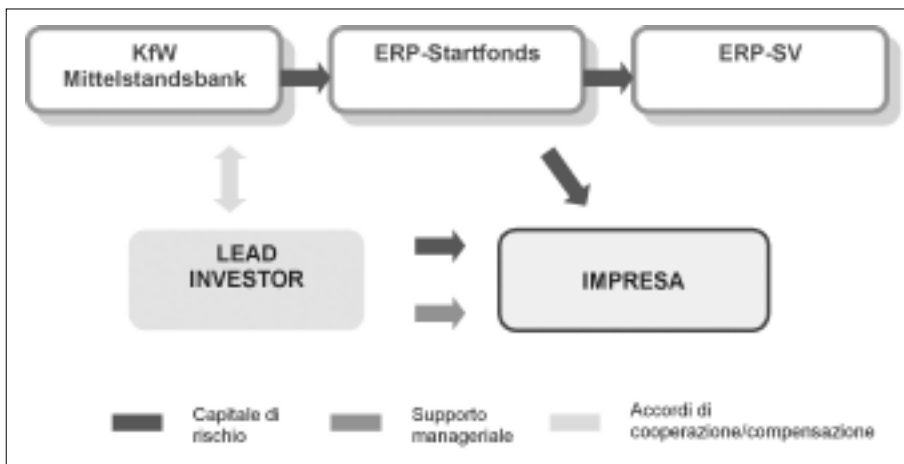 KfW
Mittelstandsbank
ERP-Startfonds
ERP-SV
LEAD
INVESTOR
IMPRESA
Capitale di
rischio
Supporto
manageriale
Accordi di
cooperazione/compensazione